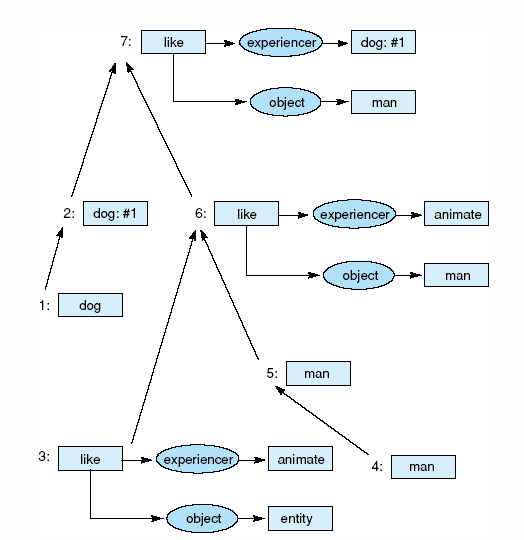 7: like experiencer dog: #1
object man
2: dog: #1 6: like experiencer animate
object man
1: dog
5: man
3: like experiencer animate
4: man
object entity